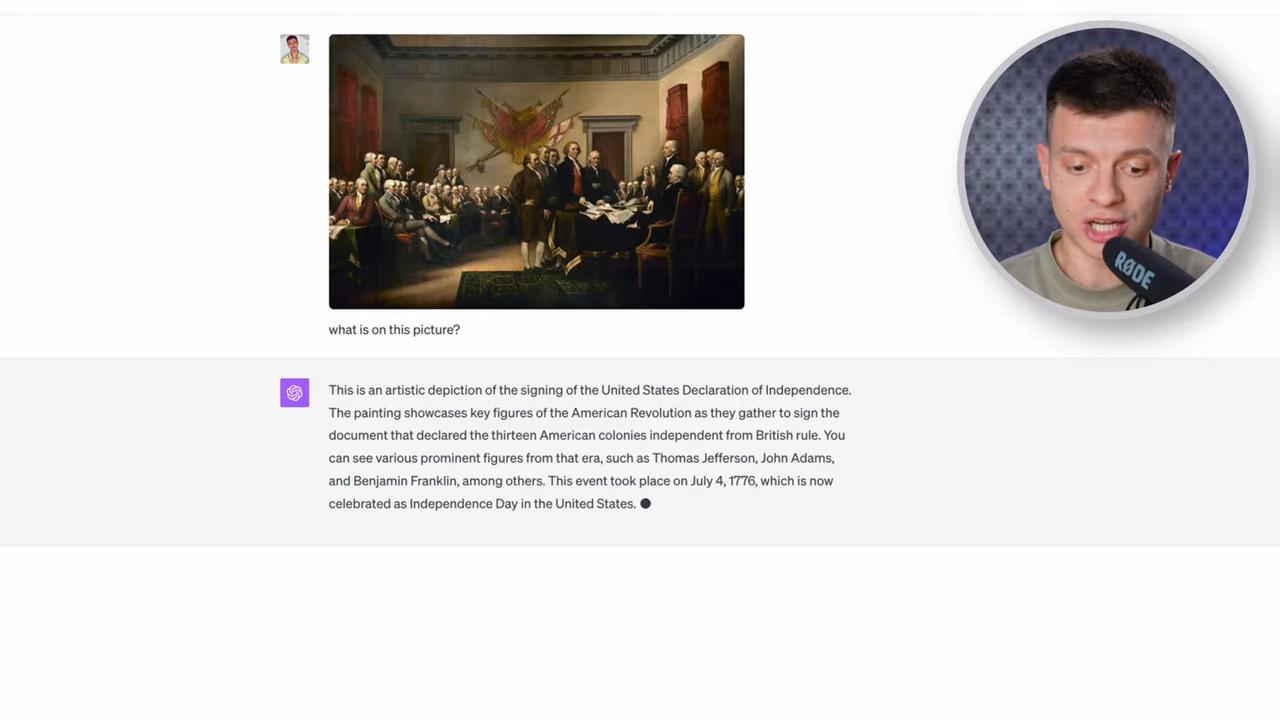 what is on this picture?
This is an artistic depiction of the signing of the United States Declaration of Independence.
The painting showcases key figures of the American Revolution as they gather to sign the
document that declared the thirteen American colonies independent from British rule. You
can see various prominent figures from that era, such as Thomas Jefferson, John Adams,
and Benjamin Franklin, among others. This event took place on July 4, 1776, which is now
celebrated as Independence Day in the United States.
RØDE